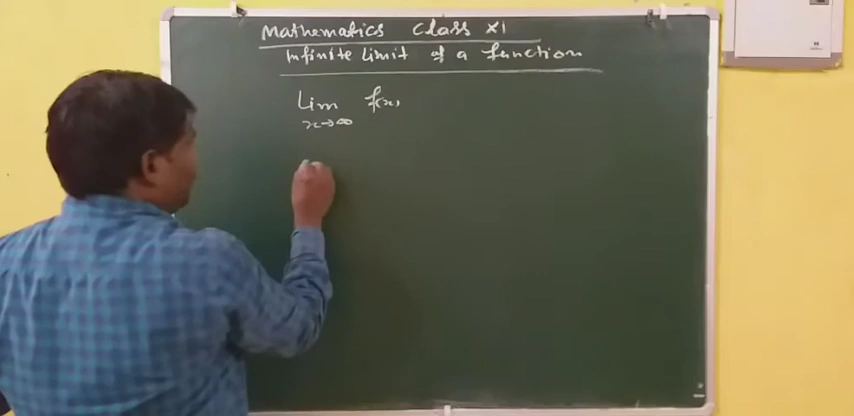 Mathematics Class XI
Infinite Limit of a function
Lim f(x)
x→∞